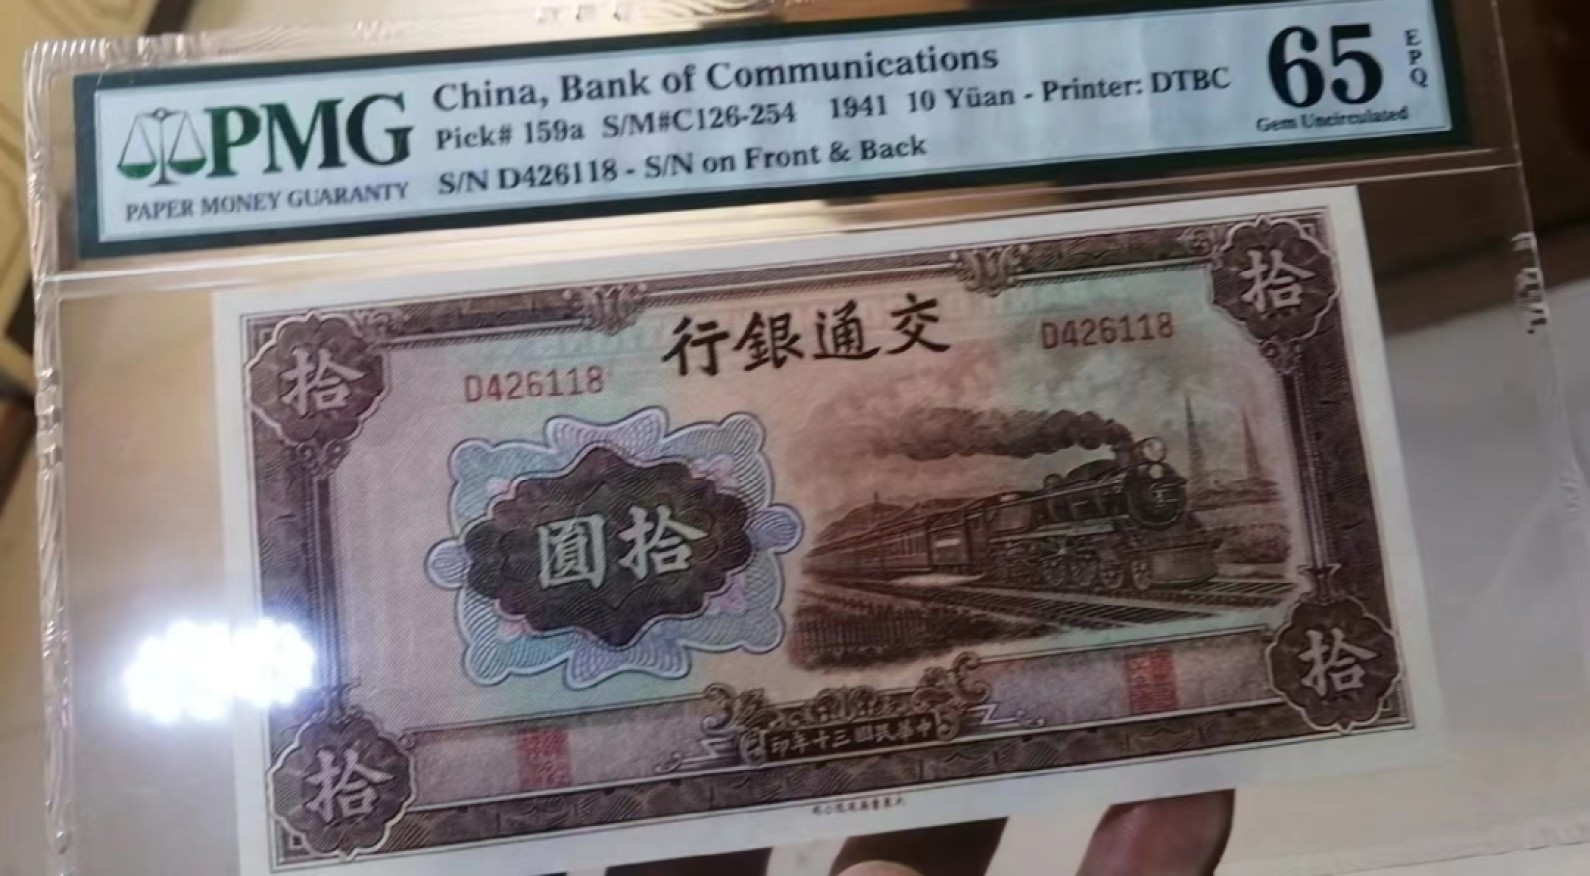 PMG
PAPER MONEY GUARANTY
China, Bank of Communications
Pick# 159a S/M#C126-254 1941 10 Yüan - Printer: DTBC
S/N D426118 - S/N on Front & Back
65 EPQ
Gem Uncirculated
拾
拾
行銀通交
D426118
D426118
圓拾
拾
拾
印年十三國民華中